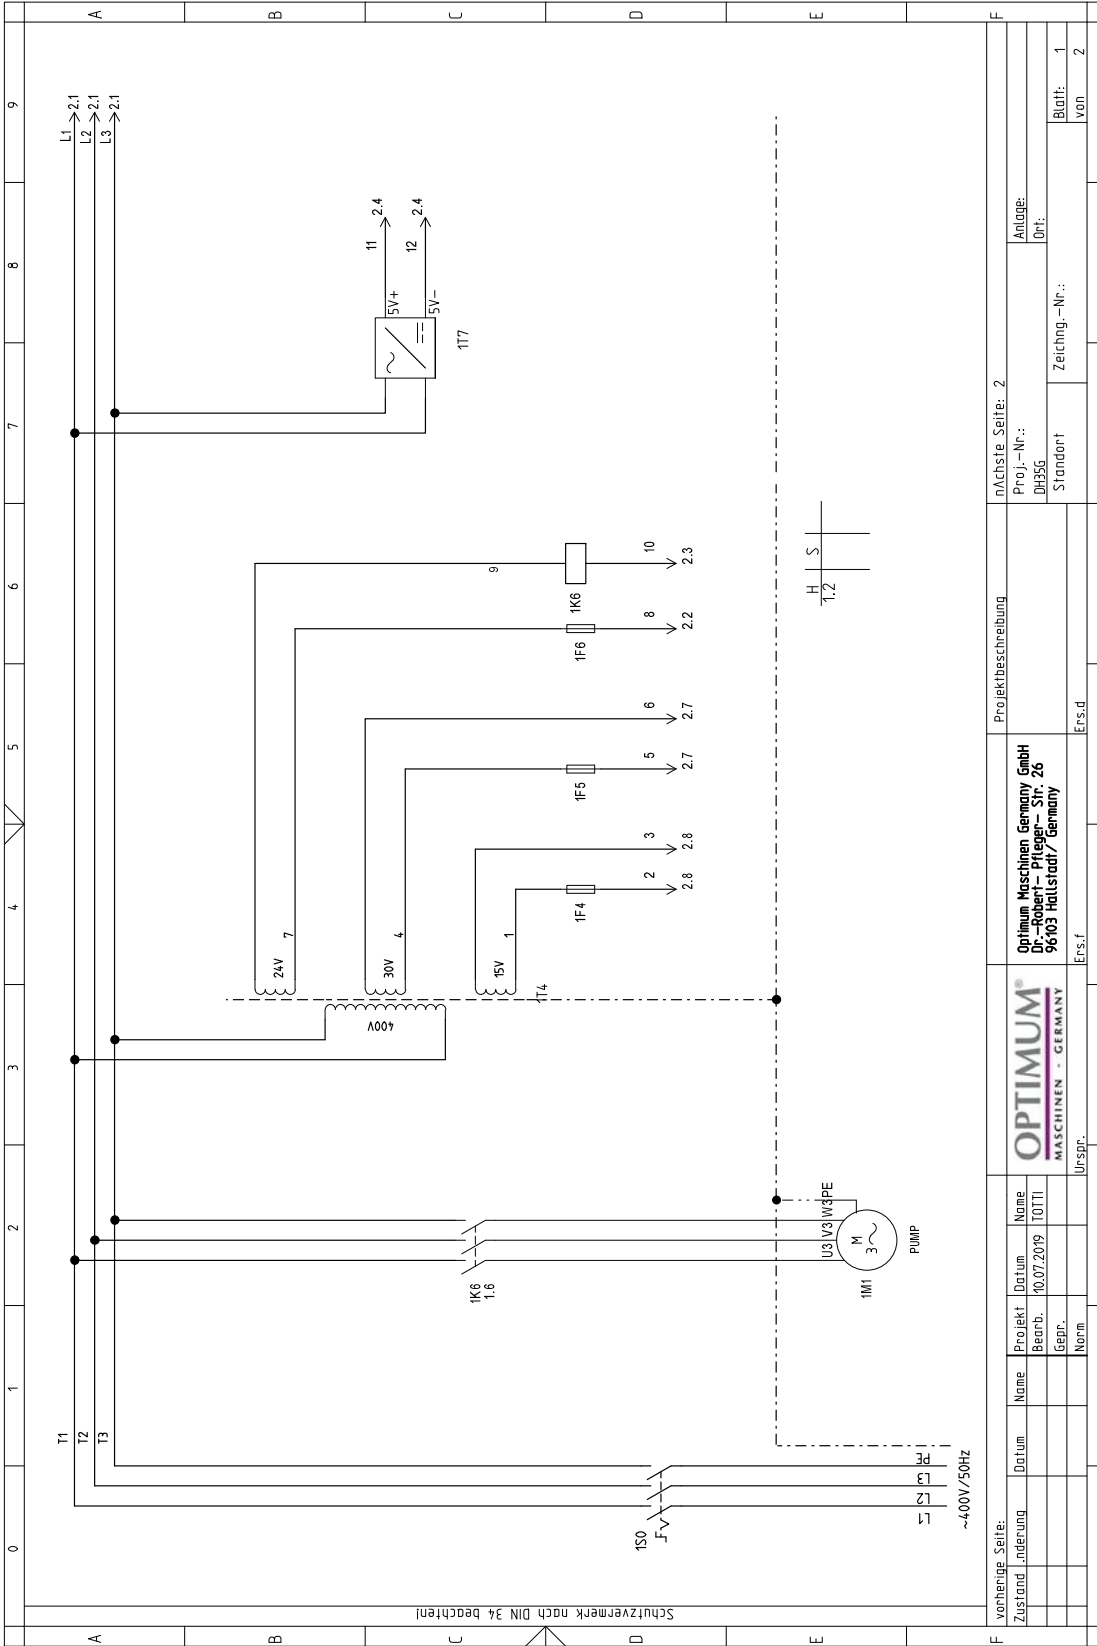 0 1 2 3 4 5 6 7 8 9
A
B
C
D
E
F
A
B
C
D
E
F
Schutzvermerk nach DIN 34 beachten!
T1
T2
T3
L1 2.1
L2 2.1
L3 2.1
1S0
L1
L2
L3
PE
~400V/50Hz
1K6
1.6
U3 V3 W3 PE
M
3
1M1
PUMP
400V
1T4
24V
7
30V
4
15V
1
1F4
2
2.8
3
2.8
1F5
5
2.7
6
2.7
1F6
8
2.2
9
1K6
10
2.3
H S
1.2
5V+
5V-
1T7
11
2.4
12
2.4
vorherige Seite:
nAchste Seite: 2
Zustand .nderung Datum Name
Projekt Datum Name
Bearb. 10.07.2019 TOTTI
Gepr.
Norm
Urspr.
OPTIMUM®
MASCHINEN - GERMANY
Optimum Maschinen Germany GmbH
Dr.-Robert- Pfleger- Str. 26
96103 Hallstadt/ Germany
Ers.f
Ers.d
Projektbeschreibung
Proj.-Nr.:
DH35G
Standort
Anlage:
Ort:
Zeichng.-Nr.:
Blatt: 1
von 2